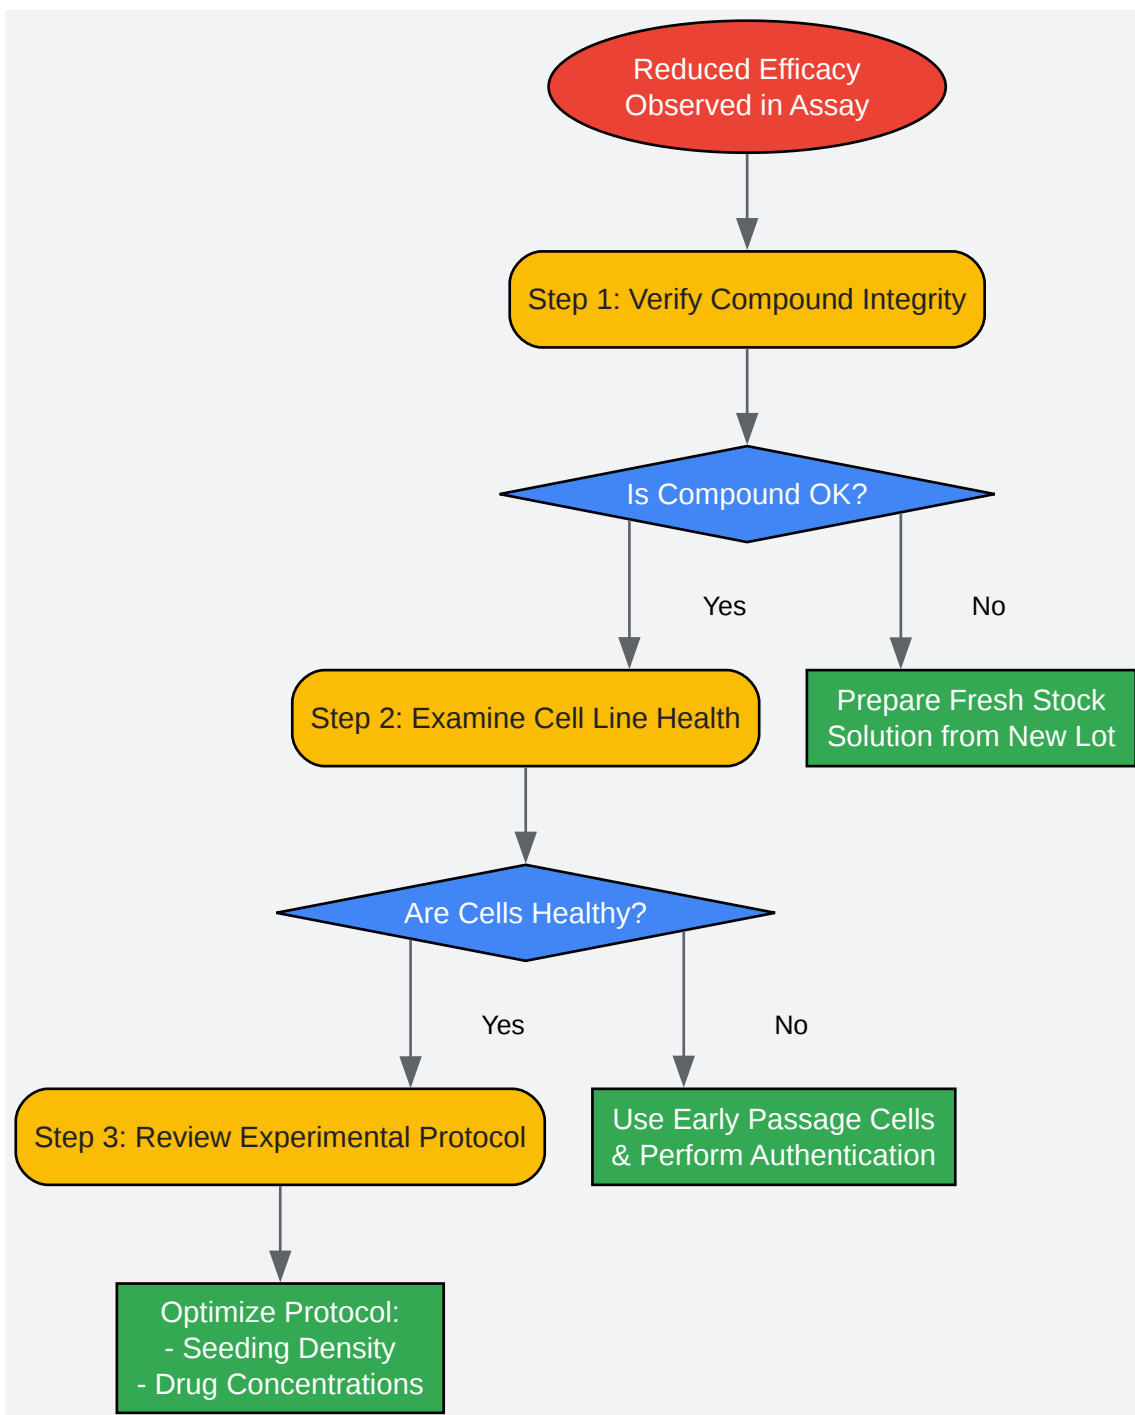 Reduced Efficacy
Observed in Assay
Step 1: Verify Compound Integrity
Is Compound OK?
Yes
No
Step 2: Examine Cell Line Health
Prepare Fresh Stock
Solution from New Lot
Are Cells Healthy?
Yes
No
Step 3: Review Experimental Protocol
Use Early Passage Cells
& Perform Authentication
Optimize Protocol:
- Seeding Density
- Drug Concentrations